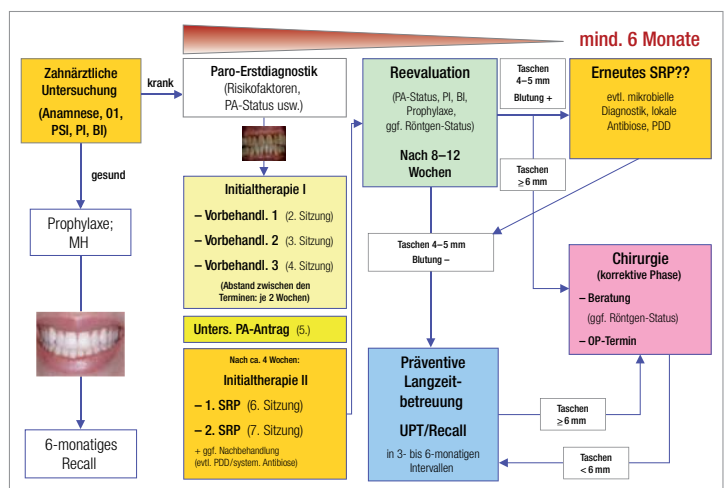 mind. 6 Monate
Zahnärztliche
Untersuchung
(Anamnese, 01,
PSI, PI, BI)
krank
gesund
Prophylaxe;
MH
6-monatiges
Recall
Paro-Erstdiagnostik
(Risikofaktoren,
PA-Status usw.)
Initialtherapie I
– Vorbehandl. 1 (2. Sitzung)
– Vorbehandl. 2 (3. Sitzung)
– Vorbehandl. 3 (4. Sitzung)
(Abstand zwischen den
Terminen: je 2 Wochen)
Unters. PA-Antrag (5.)
Nach ca. 4 Wochen:
Initialtherapie II
– 1. SRP (6. Sitzung)
– 2. SRP (7. Sitzung)
+ ggf. Nachbehandlung
(evtl. PDD/system. Antibiose)
Reevaluation
(PA-Status, PI, BI,
Prophylaxe,
ggf. Röntgen-Status)
Nach 8–12
Wochen
Taschen
4–5 mm
Blutung +
Taschen
≥ 6 mm
Erneutes SRP??
evtl. mikrobielle
Diagnostik, lokale
Antibiose, PDD
Taschen 4–5 mm
Blutung –
Chirurgie
(korrektive Phase)
– Beratung
(ggf. Röntgen-Status)
– OP-Termin
Präventive
Langzeit-
betreuung
UPT/Recall
in 3- bis 6-monatigen
Intervallen
Taschen
≥ 6 mm
Taschen
< 6 mm